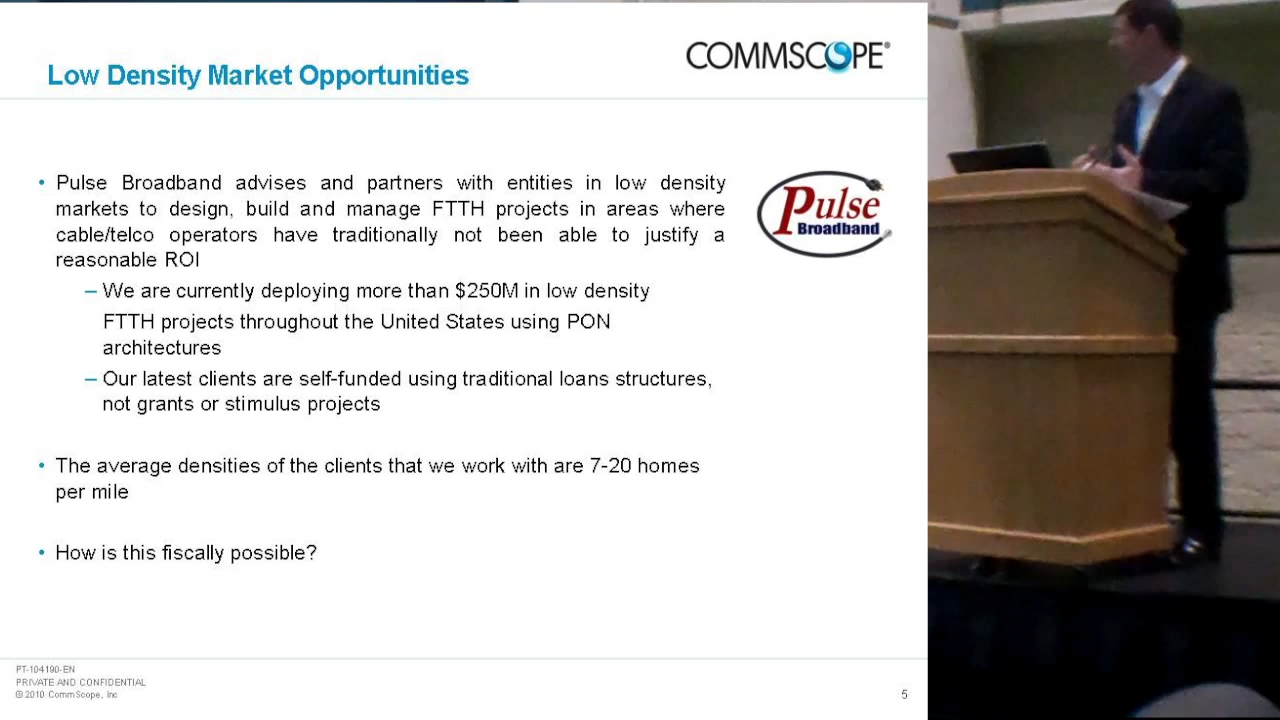 Low Density Market Opportunities
COMMSCOPE®
• Pulse Broadband advises and partners with entities in low density
markets to design, build and manage FTTH projects in areas where
cable/telco operators have traditionally not been able to justify a
reasonable ROI
Pulse
Broadband
– We are currently deploying more than $250M in low density
FTTH projects throughout the United States using PON
architectures
– Our latest clients are self-funded using traditional loans structures,
not grants or stimulus projects
• The average densities of the clients that we work with are 7-20 homes
per mile
• How is this fiscally possible?
PT-104190-EN
PRIVATE AND CONFIDENTIAL
© 2010 CommScope, Inc
5